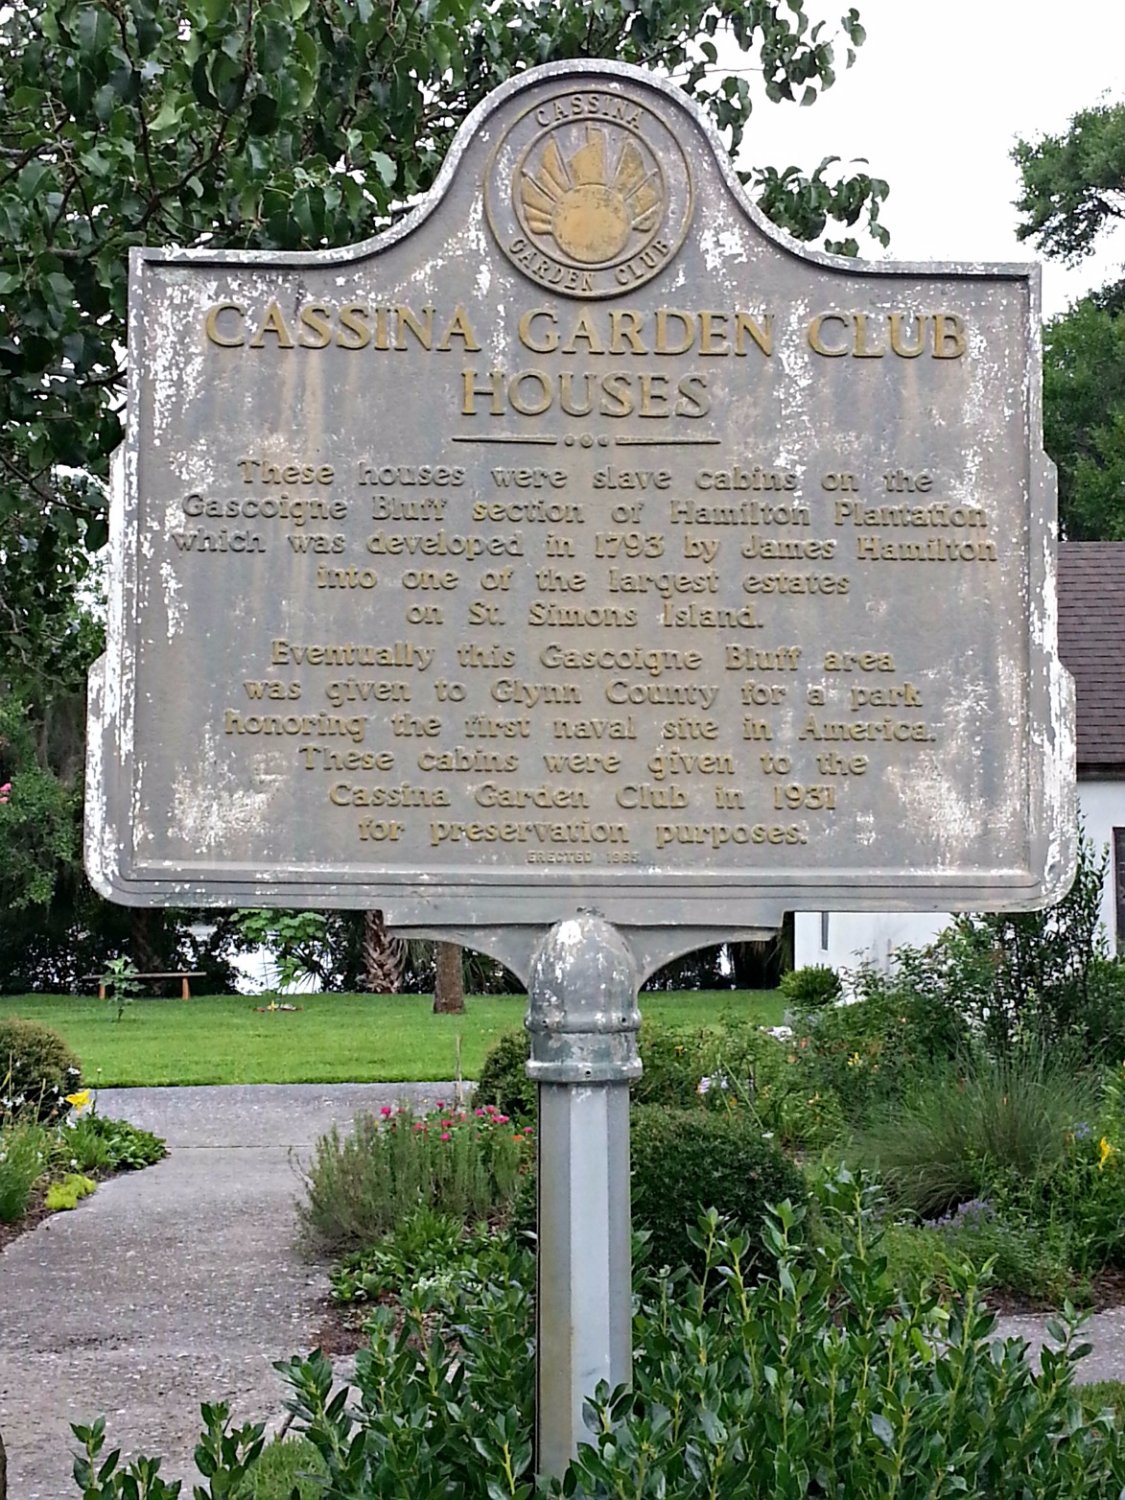 CASSINA
GARDEN CLUB
CASSINA GARDEN CLUB
HOUSES
These houses were slave cabins on the
Gascoigne Bluff section of Hamilton Plantation
which was developed in 1793 by James Hamilton
into one of the largest estates
on St. Simons Island.
Eventually this Gascoigne Bluff area
was given to Glynn County for a park
honoring the first naval site in America.
These cabins were given to the
Cassina Garden Club in 1931
for preservation purposes.
ERECTED 1965